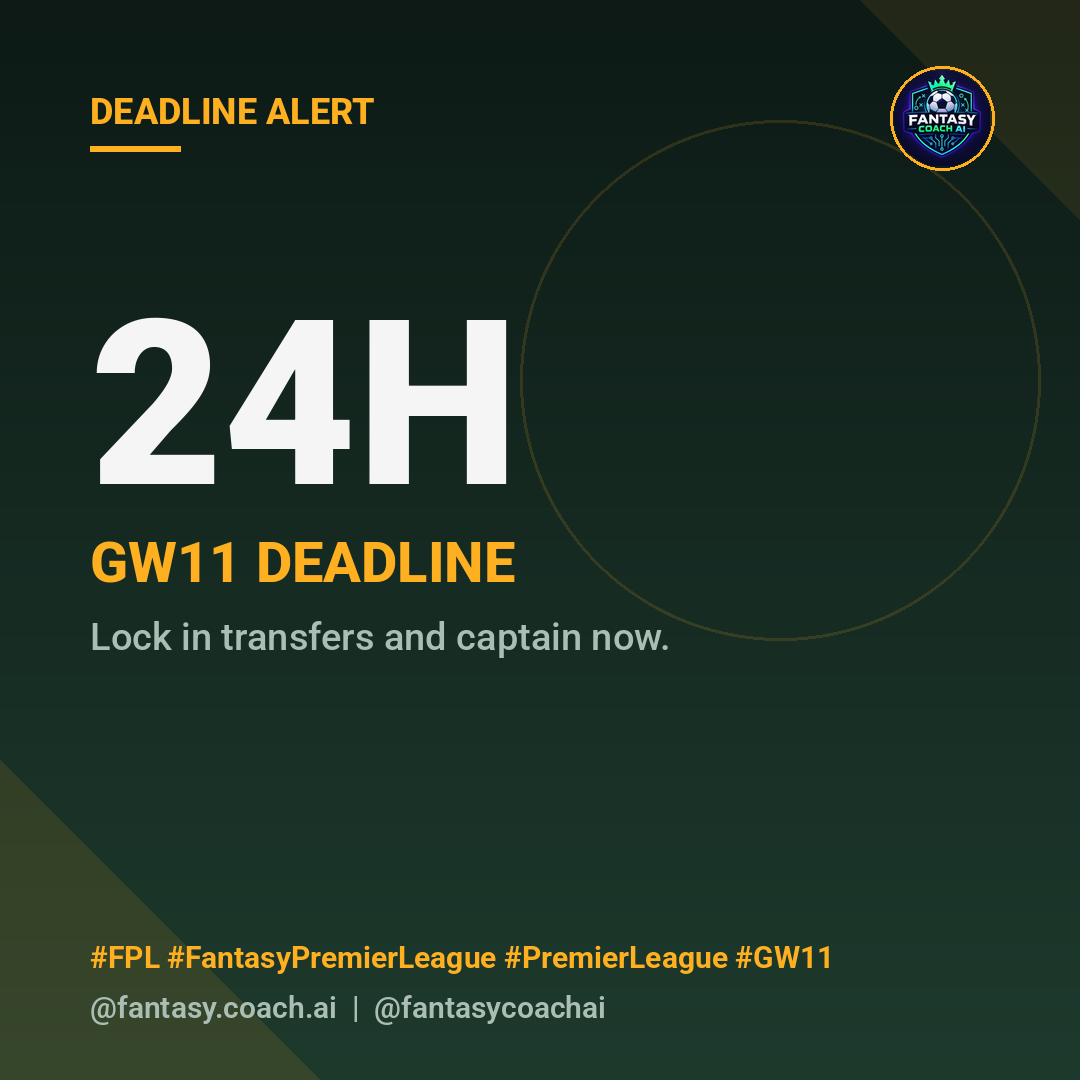 DEADLINE ALERT
FANTASY
COACH AI
24H
GW11 DEADLINE
Lock in transfers and captain now.
#FPL #FantasyPremierLeague #PremierLeague #GW11
@fantasy.coach.ai | @fantasycoachai